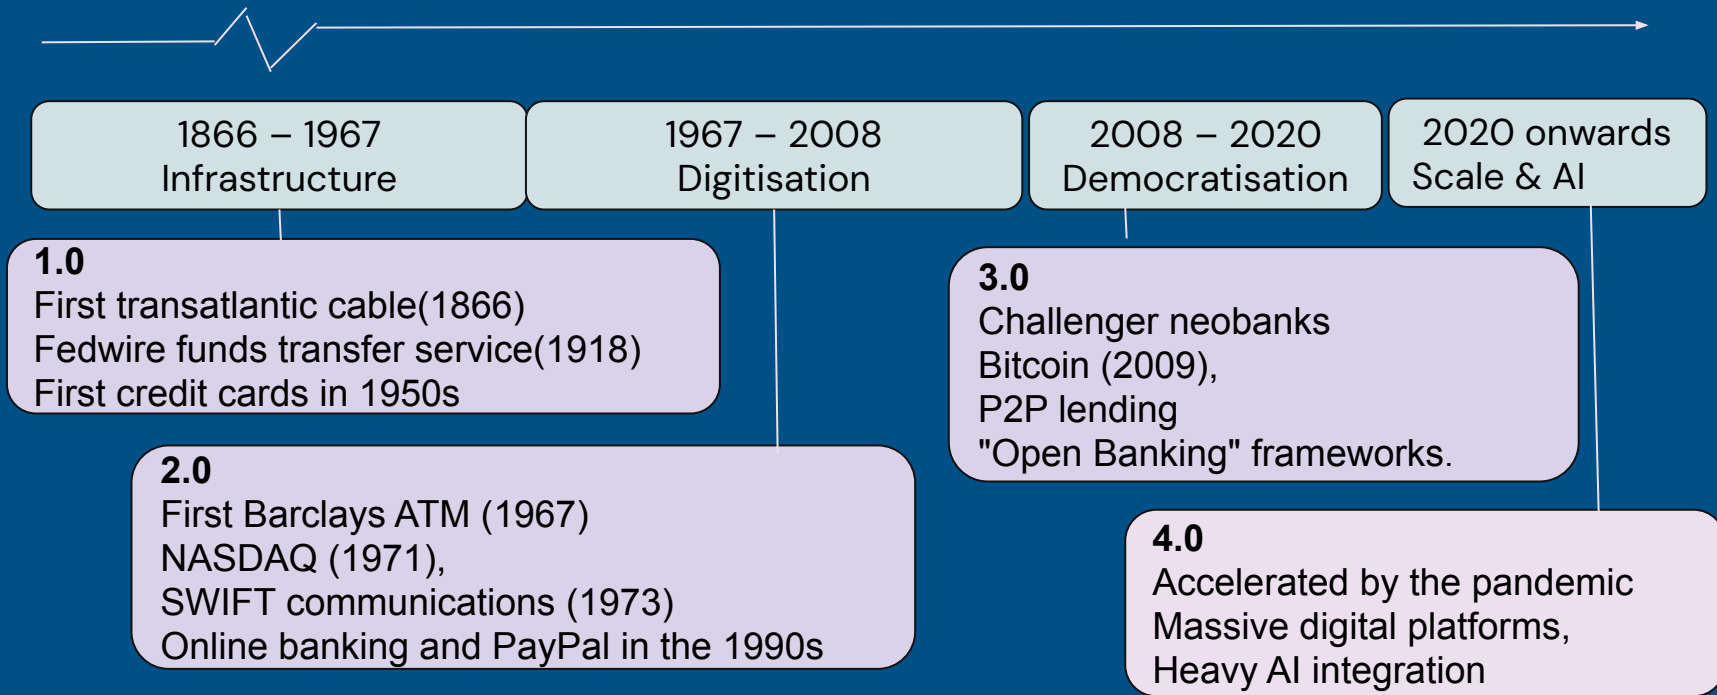 1866 – 1967
Infrastructure
1967 – 2008
Digitisation
2008 – 2020
Democratisation
2020 onwards
Scale & AI
1.0
First transatlantic cable(1866)
Fedwire funds transfer service(1918)
First credit cards in 1950s
2.0
First Barclays ATM (1967)
NASDAQ (1971),
SWIFT communications (1973)
Online banking and PayPal in the 1990s
3.0
Challenger neobanks
Bitcoin (2009),
P2P lending
"Open Banking" frameworks.
4.0
Accelerated by the pandemic
Massive digital platforms,
Heavy AI integration